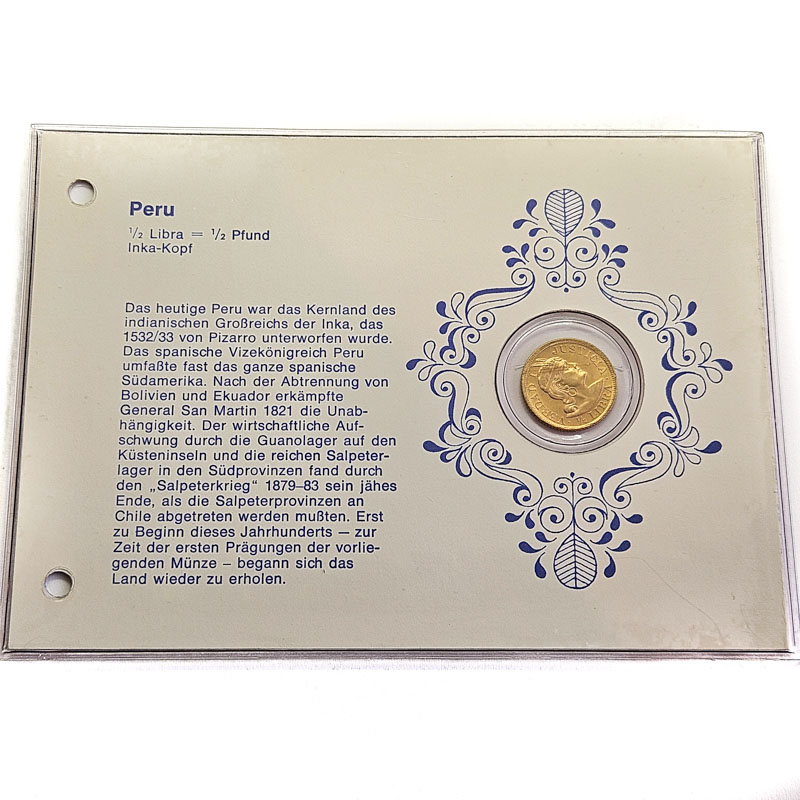 Peru
½ Libra = ½ Pfund
Inka-Kopf
Das heutige Peru war das Kernland des
indianischen Großreichs der Inka, das
1532/33 von Pizarro unterworfen wurde.
Das spanische Vizekönigreich Peru
umfaßte fast das ganze spanische
Südamerika. Nach der Abtrennung von
Bolivien und Ekuador erkämpfte
General San Martin 1821 die Unab-
hängigkeit. Der wirtschaftliche Auf-
schwung durch die Guanolager auf den
Küsteninseln und die reichen Salpeter-
lager in den Südprovinzen fand durch
den „Salpeterkrieg" 1879–83 sein jähes
Ende, als die Salpeterprovinzen an
Chile abgetreten werden mußten. Erst
zu Beginn dieses Jahrhunderts – zur
Zeit der ersten Prägungen der vorlie-
genden Münze – begann sich das
Land wieder zu erholen.